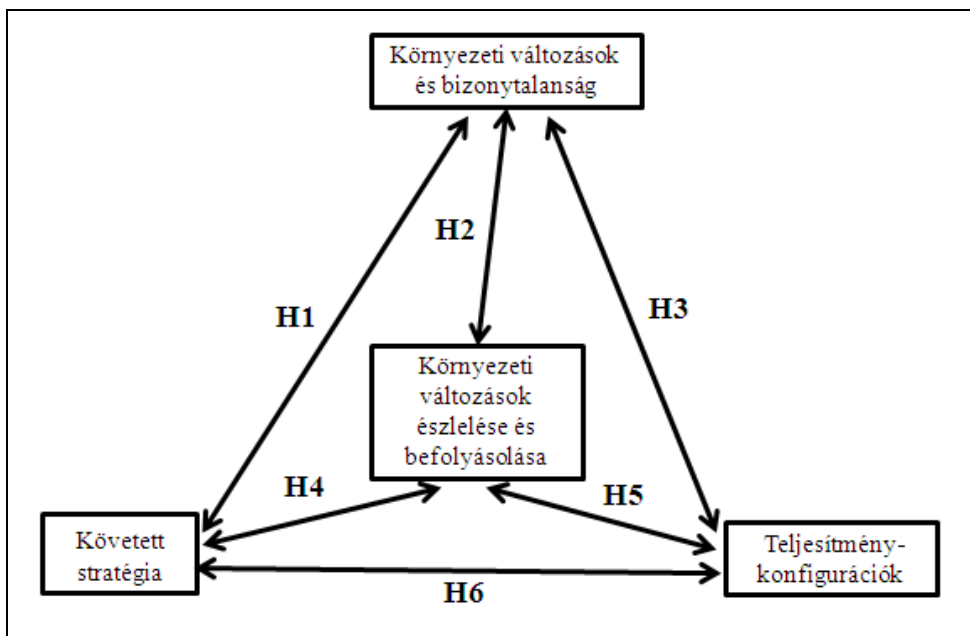 Környezeti változások
és bizonytalanság
H2
H1
H3
Környezeti
változások
észlelése és
befolyásolása
H4
H5
Követett
stratégia
Teljesítmény-
konfigurációk
H6